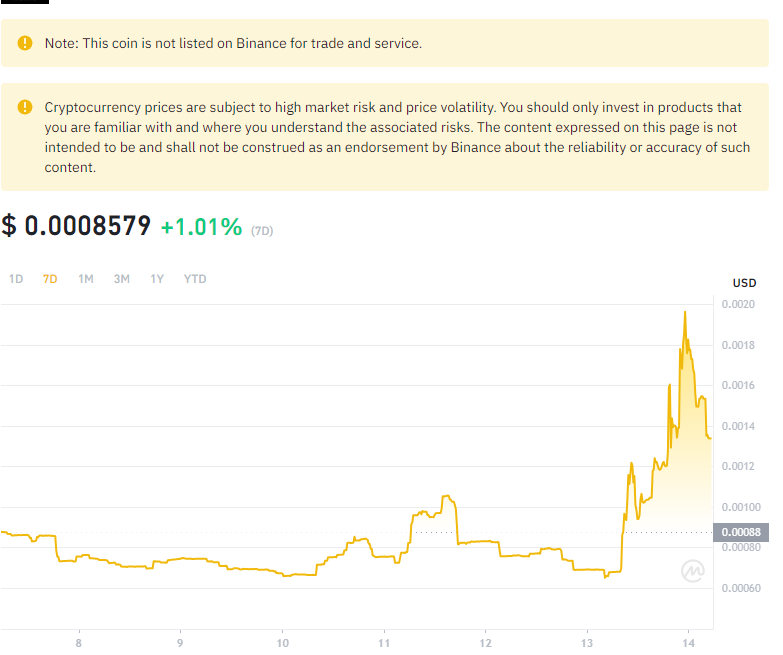 Note: This coin is not listed on Binance for trade and service.
Cryptocurrency prices are subject to high market risk and price volatility. You should only invest in products that
you are familiar with and where you understand the associated risks. The content expressed on this page is not
intended to be and shall not be construed as an endorsement by Binance about the reliability or accuracy of such
content.
$ 0.0008579 +1.01% (7D)
1D 7D 1M 3M 1Y YTD
USD
0.0020
0.0018
0.0016
0.0014
0.0012
0.00100
0.00088
0.00080
0.00060
8 9 10 11 12 13 14